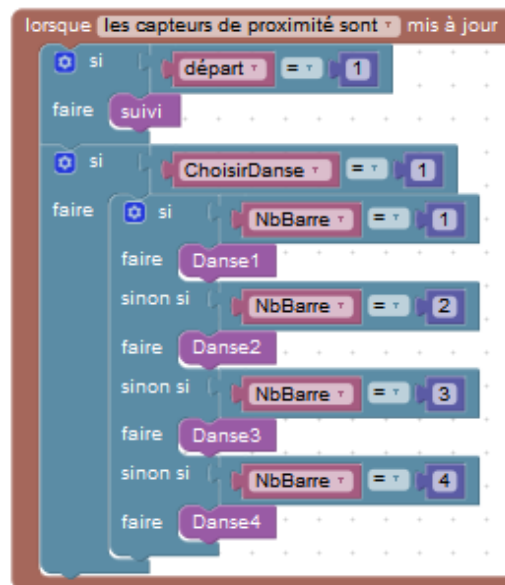 lorsque les capteurs de proximité sont mis à jour
si départ = 1
faire suivi
si ChoisirDanse = 1
faire si NbBarre = 1
faire Danse1
sinon si NbBarre = 2
faire Danse2
sinon si NbBarre = 3
faire Danse3
sinon si NbBarre = 4
faire Danse4